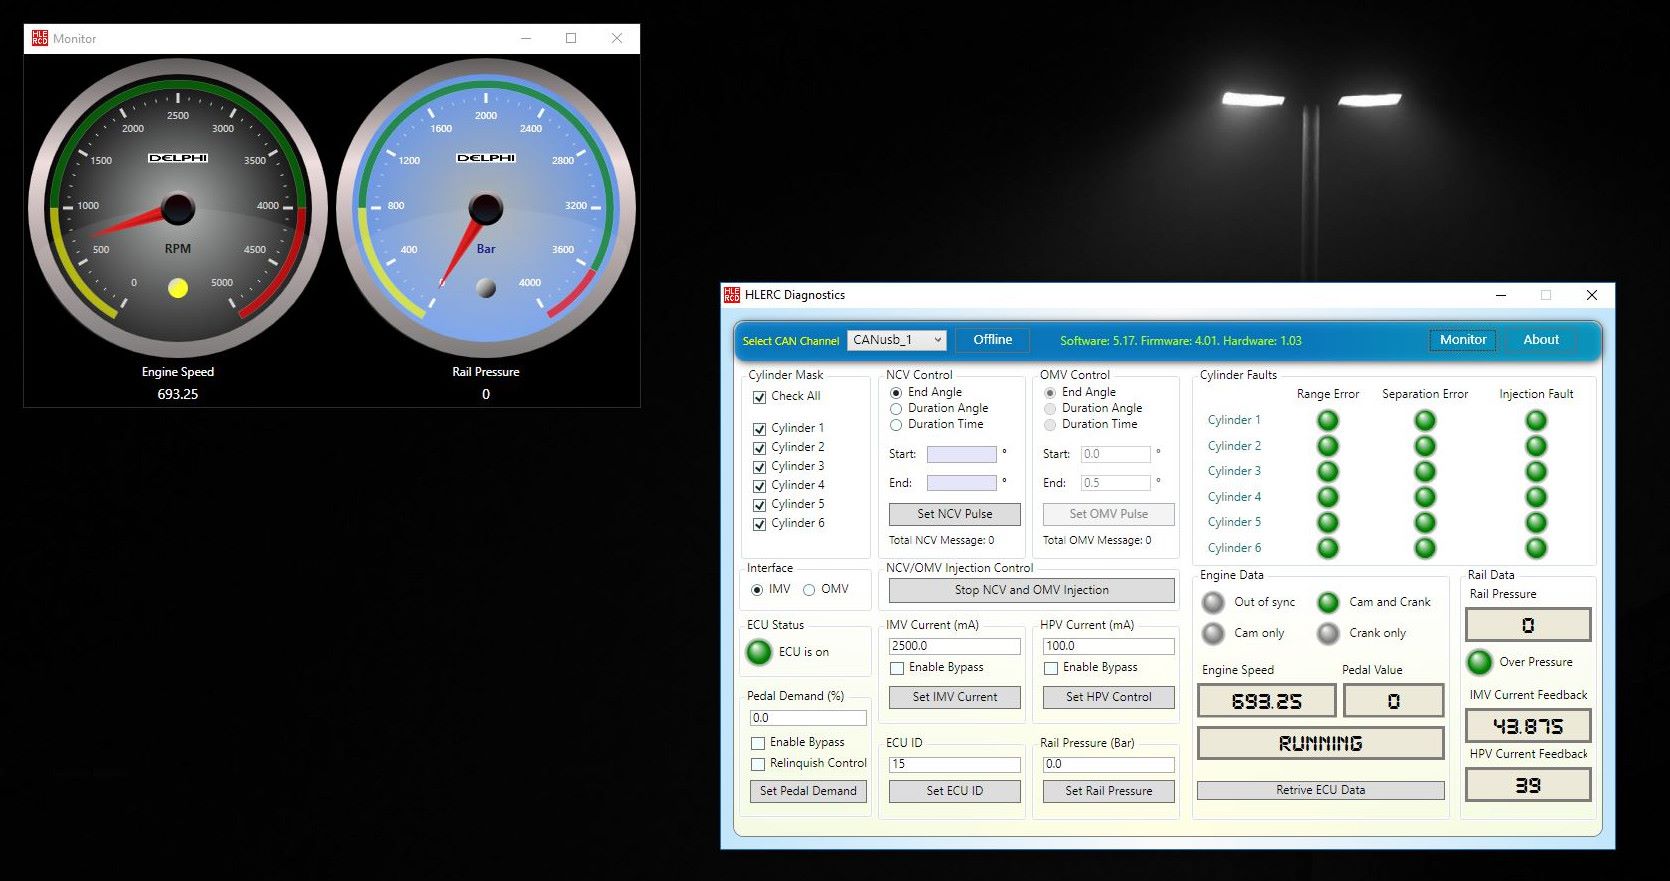 HLE
RCD
Monitor
2500
2000
3000
1500
3500
DELPHI
1000
4000
500
RPM
4500
0
5000
Engine Speed
693.25
2000
1600
2400
1200
2800
DELPHI
800
3200
400
Bar
3600
0
4000
Rail Pressure
0
HLE
RCD
HLERC Diagnostics
Select CAN Channel
CANusb_1
Offline
Software: 5.17. Firmware: 4.01. Hardware: 1.03
Monitor
About
Cylinder Mask
Check All
Cylinder 1
Cylinder 2
Cylinder 3
Cylinder 4
Cylinder 5
Cylinder 6
NCV Control
End Angle
Duration Angle
Duration Time
Start: °
End: °
Set NCV Pulse
Total NCV Message: 0
OMV Control
End Angle
Duration Angle
Duration Time
Start: 0.0 °
End: 0.5 °
Set OMV Pulse
Total OMV Message: 0
Cylinder Faults
Range Error Separation Error Injection Fault
Cylinder 1
Cylinder 2
Cylinder 3
Cylinder 4
Cylinder 5
Cylinder 6
Interface
IMV OMV
NCV/OMV Injection Control
Stop NCV and OMV Injection
ECU Status
ECU is on
IMV Current (mA)
2500.0
Enable Bypass
Set IMV Current
HPV Current (mA)
100.0
Enable Bypass
Set HPV Control
Pedal Demand (%)
0.0
Enable Bypass
Relinquish Control
Set Pedal Demand
ECU ID
15
Set ECU ID
Rail Pressure (Bar)
0.0
Set Rail Pressure
Engine Data
Out of sync Cam and Crank
Cam only Crank only
Engine Speed Pedal Value
693.25 0
RUNNING
Retrive ECU Data
Rail Data
Rail Pressure
0
Over Pressure
IMV Current Feedback
43.875
HPV Current Feedback
39